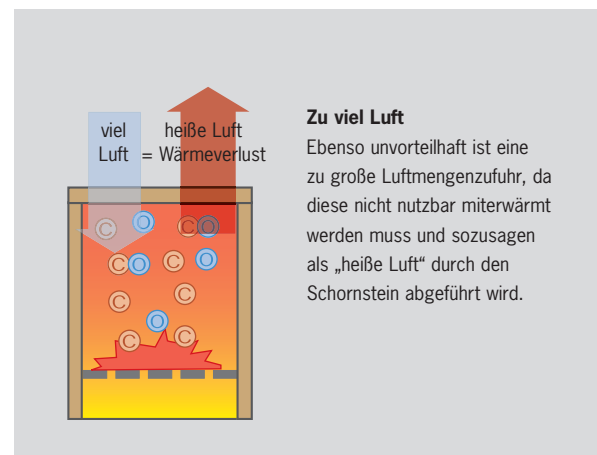 viel heiße Luft
Luft = Wärmeverlust
C O C O
C O C O
C C
O
C C
Zu viel Luft
Ebenso unvorteilhaft ist eine
zu große Luftmengenzufuhr, da
diese nicht nutzbar miterwärmt
werden muss und sozusagen
als „heiße Luft“ durch den
Schornstein abgeführt wird.